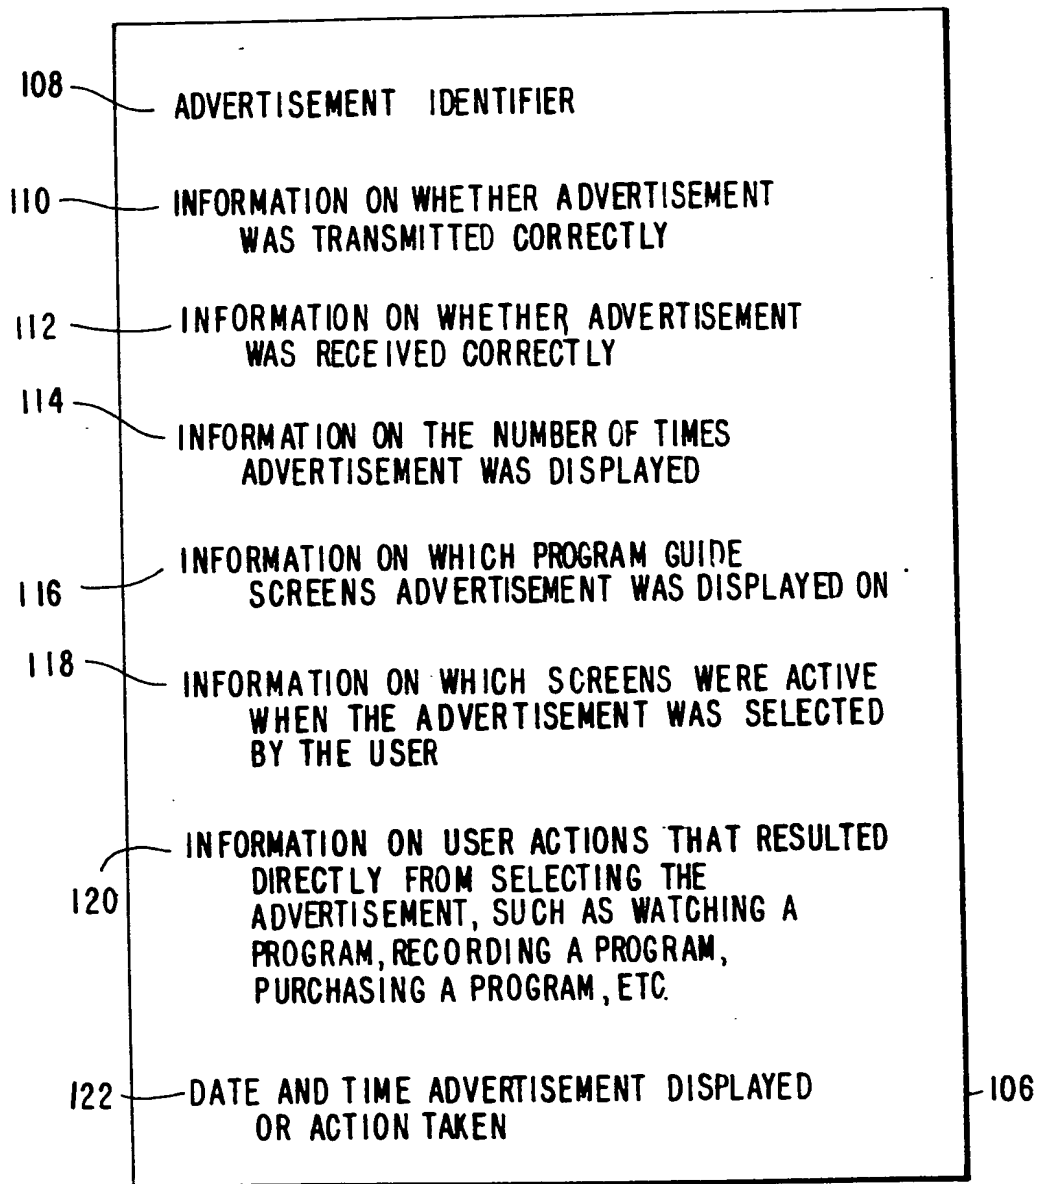 108 ADVERTISEMENT IDENTIFIER
110 INFORMATION ON WHETHER ADVERTISEMENT
WAS TRANSMITTED CORRECTLY
112 INFORMATION ON WHETHER ADVERTISEMENT
WAS RECEIVED CORRECTLY
114
INFORMATION ON THE NUMBER OF TIMES
ADVERTISEMENT WAS DISPLAYED
INFORMATION ON WHICH PROGRAM GUIDE
116 SCREENS ADVERTISEMENT WAS DISPLAYED ON
118 INFORMATION ON WHICH SCREENS WERE ACTIVE
WHEN THE ADVERTISEMENT WAS SELECTED
BY THE USER
INFORMATION ON USER ACTIONS THAT RESULTED
DIRECTLY FROM SELECTING THE
120 ADVERTISEMENT, SUCH AS WATCHING A
PROGRAM, RECORDING A PROGRAM,
PURCHASING A PROGRAM, ETC.
122 DATE AND TIME ADVERTISEMENT DISPLAYED 106
OR ACTION TAKEN